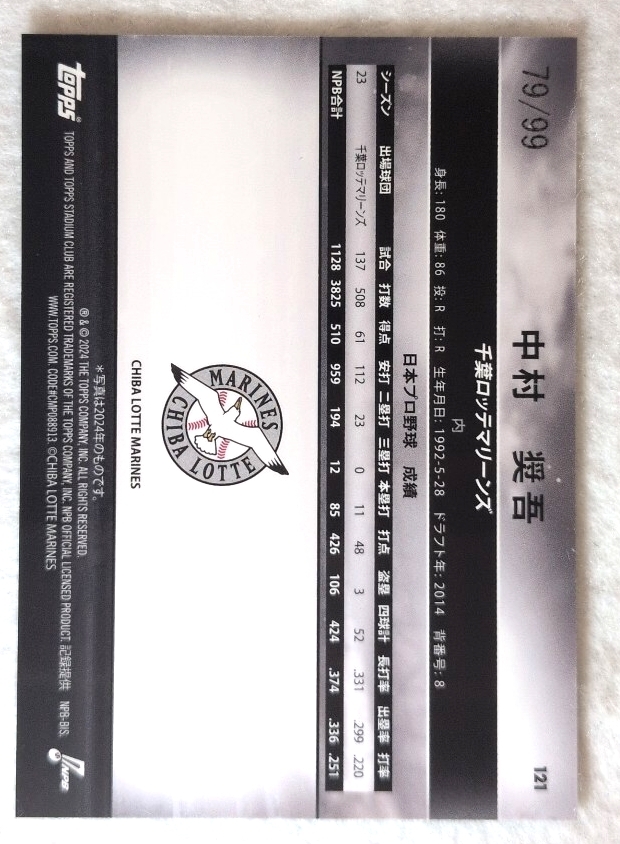 79/99
121
中村 奨吾
千葉ロッテマリーンズ
内
身長: 180 体重: 86 投: R 打: R 生年月日:1992-5-28 ドラフト年: 2014 背番号: 8
日本プロ野球 成績
シーズン 出場球団 試合 打数 得点 安打 二塁打 三塁打 本塁打 打点 盗塁 四球計 長打率 出塁率 打率
23 千葉ロッテマリーンズ 137 508 61 112 23 0 11 48 3 52 .331 .299 .220
NPB合計 1128 3825 510 959 194 12 85 426 106 424 .374 .336 .251
MARINES
CHIBA LOTTE
CHIBA LOTTE MARINES
*写真は2024年のものです。
topps®
® & © 2024 THE TOPPS COMPANY, INC. ALL RIGHTS RESERVED.
TOPPS AND TOPPS STADIUM CLUB ARE REGISTERED TRADEMARKS OF THE TOPPS COMPANY, INC. NPB OFFICIAL LICENSED PRODUCT. 記録提供 NPB-BIS.
WWW.TOPPS.COM. CODE#CMP088913. ©CHIBA LOTTE MARINES
NPB